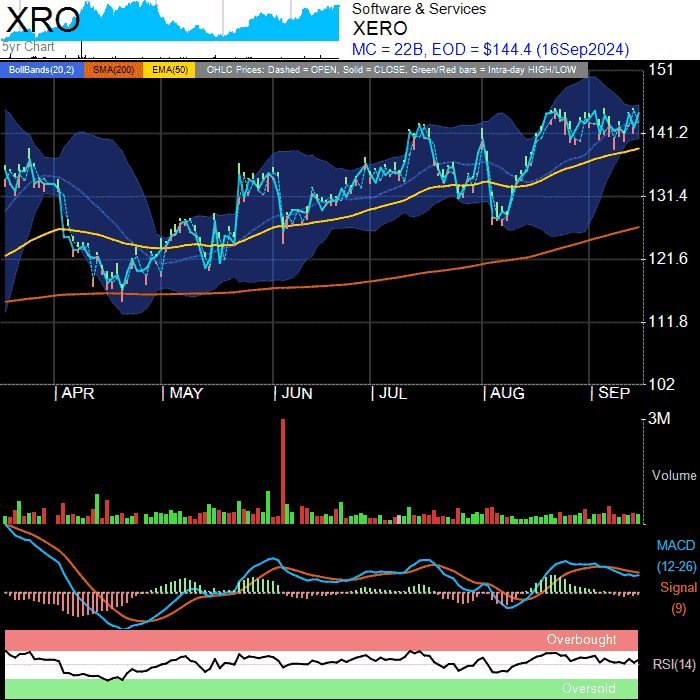 XRO
Software & Services
XERO
5yr Chart
MC = 22B, EOD = $144.4 (16Sep2024)
BollBands(20,2) SMA(200) EMA(50) OHLC Prices: Dashed = OPEN, Solid = CLOSE, Green/Red bars = Intra-day HIGH/LOW
151
141.2
131.4
121.6
111.8
102
APR MAY JUN JUL AUG SEP
3M
Volume
MACD
(12-26)
Signal
(9)
Overbought
RSI(14)
Oversold